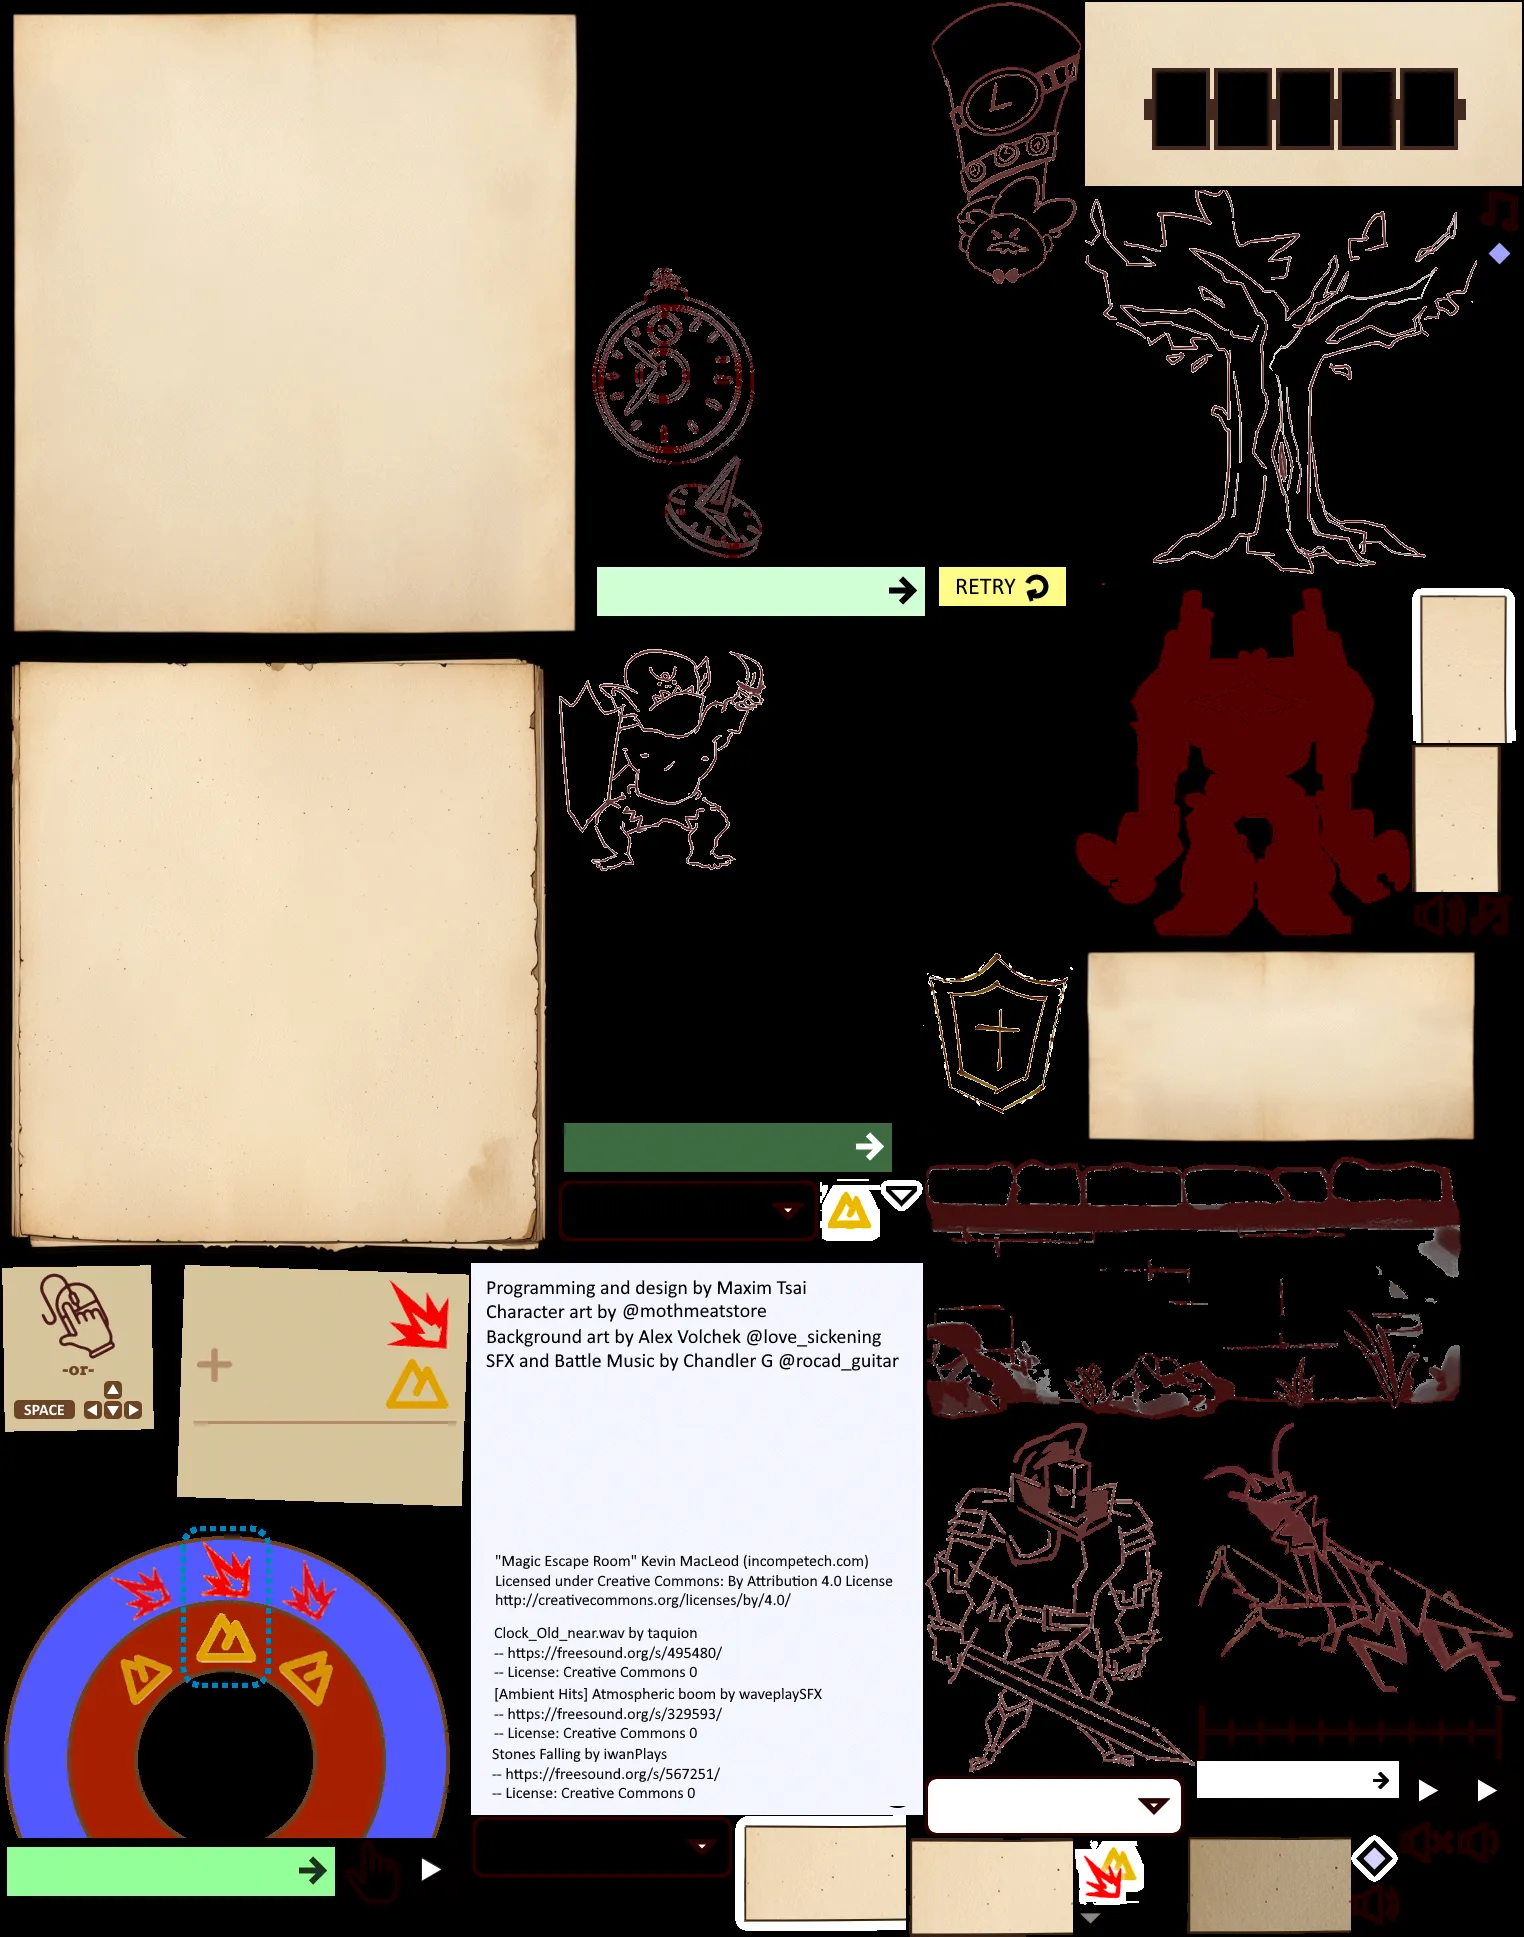 RETRY
-or-
SPACE
Programming and design by Maxim Tsai
Character art by @mothmeatstore
Background art by Alex Volchek @love_sickening
SFX and Battle Music by Chandler G @rocad_guitar
"Magic Escape Room" Kevin MacLeod (incompetech.com)
Licensed under Creative Commons: By Attribution 4.0 License
http://creativecommons.org/licenses/by/4.0/
Clock_Old_near.wav by taquion
-- https://freesound.org/s/495480/
-- License: Creative Commons 0
[Ambient Hits] Atmospheric boom by waveplaySFX
-- https://freesound.org/s/329593/
-- License: Creative Commons 0
Stones Falling by iwanPlays
-- https://freesound.org/s/567251/
-- License: Creative Commons 0